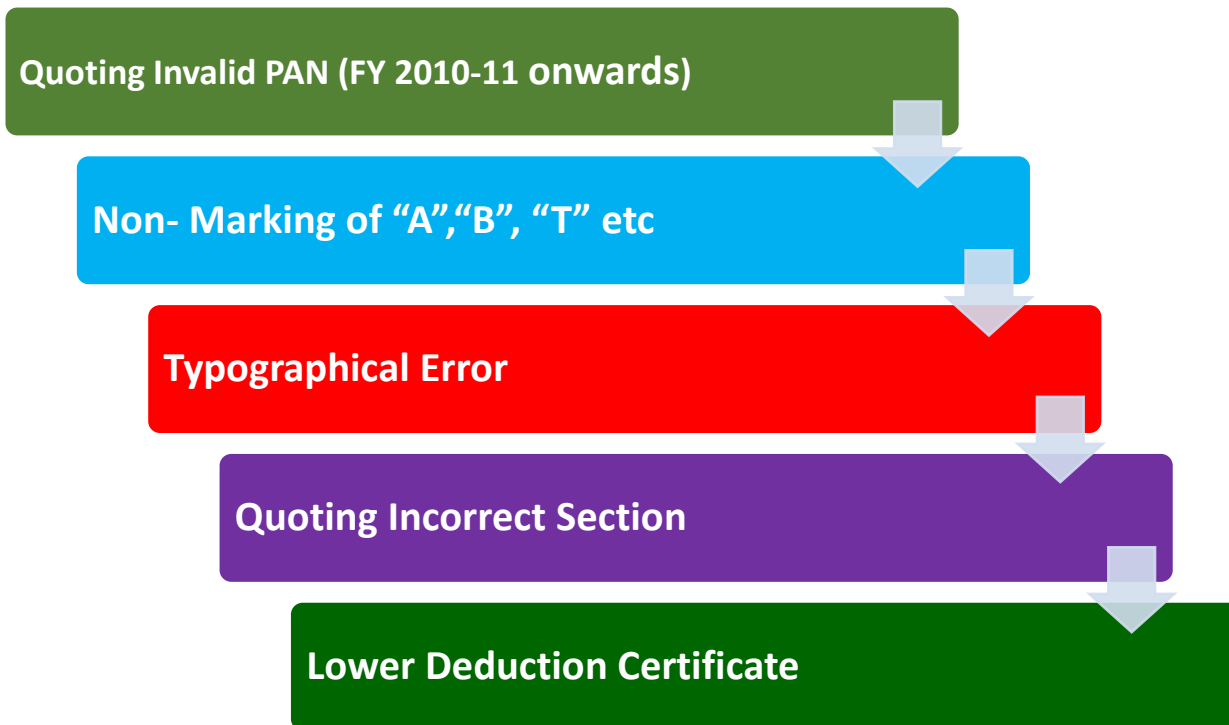 Quoting Invalid PAN (FY 2010-11 onwards)
Non- Marking of “A”,“B”, “T” etc
Typographical Error
Quoting Incorrect Section
Lower Deduction Certificate